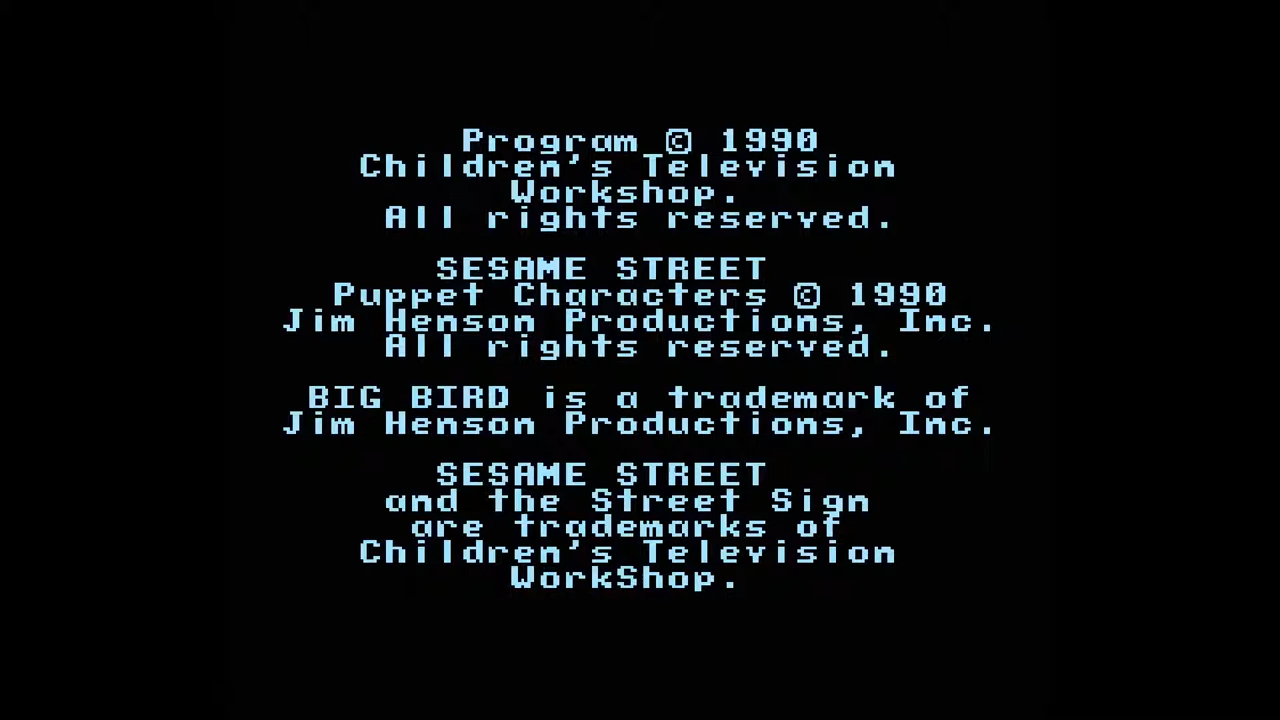 Program © 1990
Children's Television
Workshop.
All rights reserved.
SESAME STREET
Puppet Characters © 1990
Jim Henson Productions, Inc.
All rights reserved.
BIG BIRD is a trademark of
Jim Henson Productions, Inc.
SESAME STREET
and the Street Sign
are trademarks of
Children's Television
WorkShop.